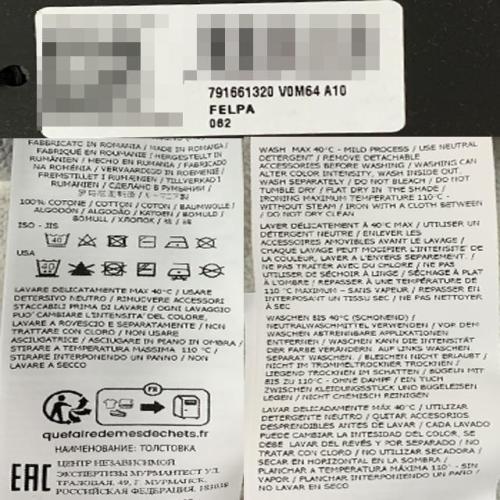 791661320 V0M64 A10
FELPA
062
FABRICATO IN ROMANIA / MADE IN ROMANIA /
FABRIQUÉ EN ROUMANIE / HERGESTELLT IN
RUMÄNIEN / HECHO EN RUMANIA / FABRICADO
NA ROMÉNIA / VERVAARDIGD IN ROEMENIË /
FREMSTILLET I RUMÆNIEN / TILLVERKAD I
RUMANIEN / СДЕЛАНО В РУМЫНИИ /
100% COTONE / COTTON / COTON / BAUMWOLLE /
ALGODÓN / ALGODÃO / KATOEN / BOMULD /
BOMULL / ХЛОПОК / 棉 / 綿
ISO - JIS
40
USA
40
LAVARE DELICATAMENTE MAX 40°C / USARE
DETERSIVO NEUTRO / RIMUOVERE ACCESSORI
STACCABILI PRIMA DI LAVARE / OGNI LAVAGGIO
PUO' CAMBIARE L'INTENSITA' DEL COLORE,
LAVARE A ROVESCIO E SEPARATAMENTE / NON
TRATTARE CON CLORO / NON USARE
ASCIUGATRICE / ASCIUGARE IN PIANO IN OMBRA /
STIRARE A TEMPERATURA MASSIMA 110 °C /
STIRARE INTERPONENDO UN PANNO / NON
LAVARE A SECCO
FR
quefairedemesdechets.fr
НАИМЕНОВАНИЕ: ТОЛСТОВКА
EAC
ЦЕНТР НЕЗАВИСИМОЙ
ЭКСПЕРТИЗЫ МУРМАНТЕСТ УЛ.
ТРАЛОВАЯ, 49, Г. МУРМАНСК,
РОССИЙСКАЯ ФЕДЕРАЦИЯ, 183038
WASH MAX 40°C - MILD PROCESS / USE NEUTRAL
DETERGENT / REMOVE DETACHABLE
ACCESSORIES BEFORE WASHING / WASHING CAN
ALTER COLOR INTENSITY, WASH INSIDE OUT,
WASH SEPARATELY / DO NOT BLEACH / DO NOT
TUMBLE DRY / FLAT DRY IN THE SHADE /
IRONING MAXIMUM TEMPERATURE 110°C -
WITHOUT STEAM / IRON WITH A CLOTH BETWEEN
/ DO NOT DRY CLEAN
LAVER DÉLICATEMENT À 40°C MAX / UTILISER UN
DÉTERGENT NEUTRE / ENLEVER LES
ACCESSOIRES AMOVIBLES AVANT LE LAVAGE /
CHAQUE LAVAGE PEUT MODIFIER L'INTENSITÉ DE
LA COULEUR, LAVER À L'ENVERS SÉPARÉMENT. /
NE PAS TRAITER AVEC DU CHLORE / NE PAS
UTILISER DE SÉCHOIR À LINGE / SÉCHAGE À PLAT
À L'OMBRE / REPASSER À UNE TEMPÉRATURE DE
110 °C MAXIMUM - SANS VAPEUR / REPASSER EN
INTERPOSANT UN TISSU SEC / NE PAS NETTOYER
À SEC
WASCHEN BIS 40°C (SCHONEND) /
NEUTRALWASCHMITTEL VERWENDEN / VOR DEM
WASCHEN ABTRENNBARE APPLIKATIONEN
ENTFERNEN / WASCHEN KANN DIE INTENSITÄT
DER FARBE VERÄNDERN. AUF LINKS WASCHEN.
SEPARAT WASCHEN / BLEICHEN NICHT ERLAUBT /
NICHT IM TROMMELTROCKNER TROCKNEN /
LIEGEND TROCKNEN IM SCHATTEN / BÜGELN MIT
BIS ZU 110°C - OHNE DAMPF / EIN TUCH
ZWISCHEN KLEIDUNGSSTÜCK UND BÜGELEISEN
LEGEN / NICHT CHEMISCH REINIGEN
LAVAR DELICADAMENTE MÁX 40°C / UTILIZAR
DETERGENTE NEUTRO / QUITAR ACCESORIOS
DESPRENDIBLES ANTES DE LAVAR / CADA LAVADO
PUEDE CAMBIAR LA INTENSIDAD DEL COLOR, SE
DEBE LAVAR DEL REVÉS Y POR SEPARADO / NO
TRATAR CON CLORO / NO UTILIZAR SECADORA /
SECAR EN HORIZONTAL EN LA SOMBRA /
PLANCHAR A TEMPERATURA MÁXIMA 110° - SIN
VAPOR / PLANCHAR INTERPONIENDO UN PAÑO /
NO LAVAR EN SECO